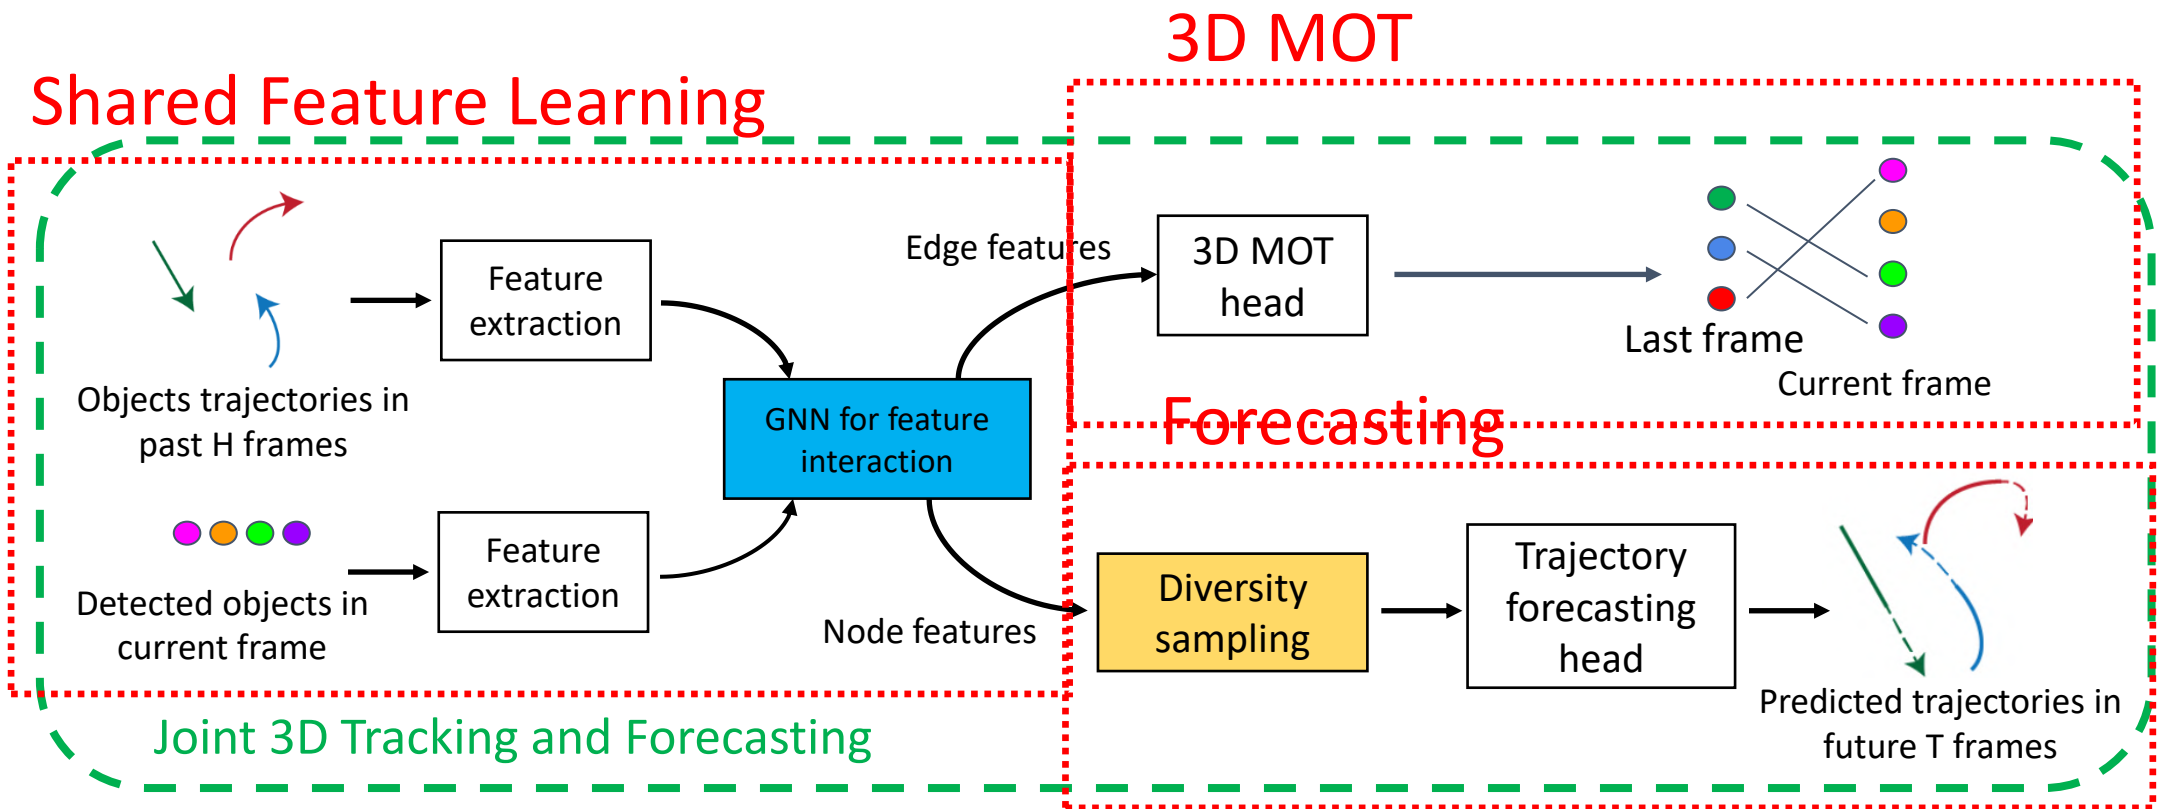 3D MOT
Shared Feature Learning
Edge features
3D MOT
head
Feature
extraction
Last frame
Current frame
Objects trajectories in
past H frames
GNN for feature
interaction
Forecasting
Feature
extraction
Detected objects in
current frame
Node features
Diversity
sampling
Trajectory
forecasting
head
Predicted trajectories in
future T frames
Joint 3D Tracking and Forecasting